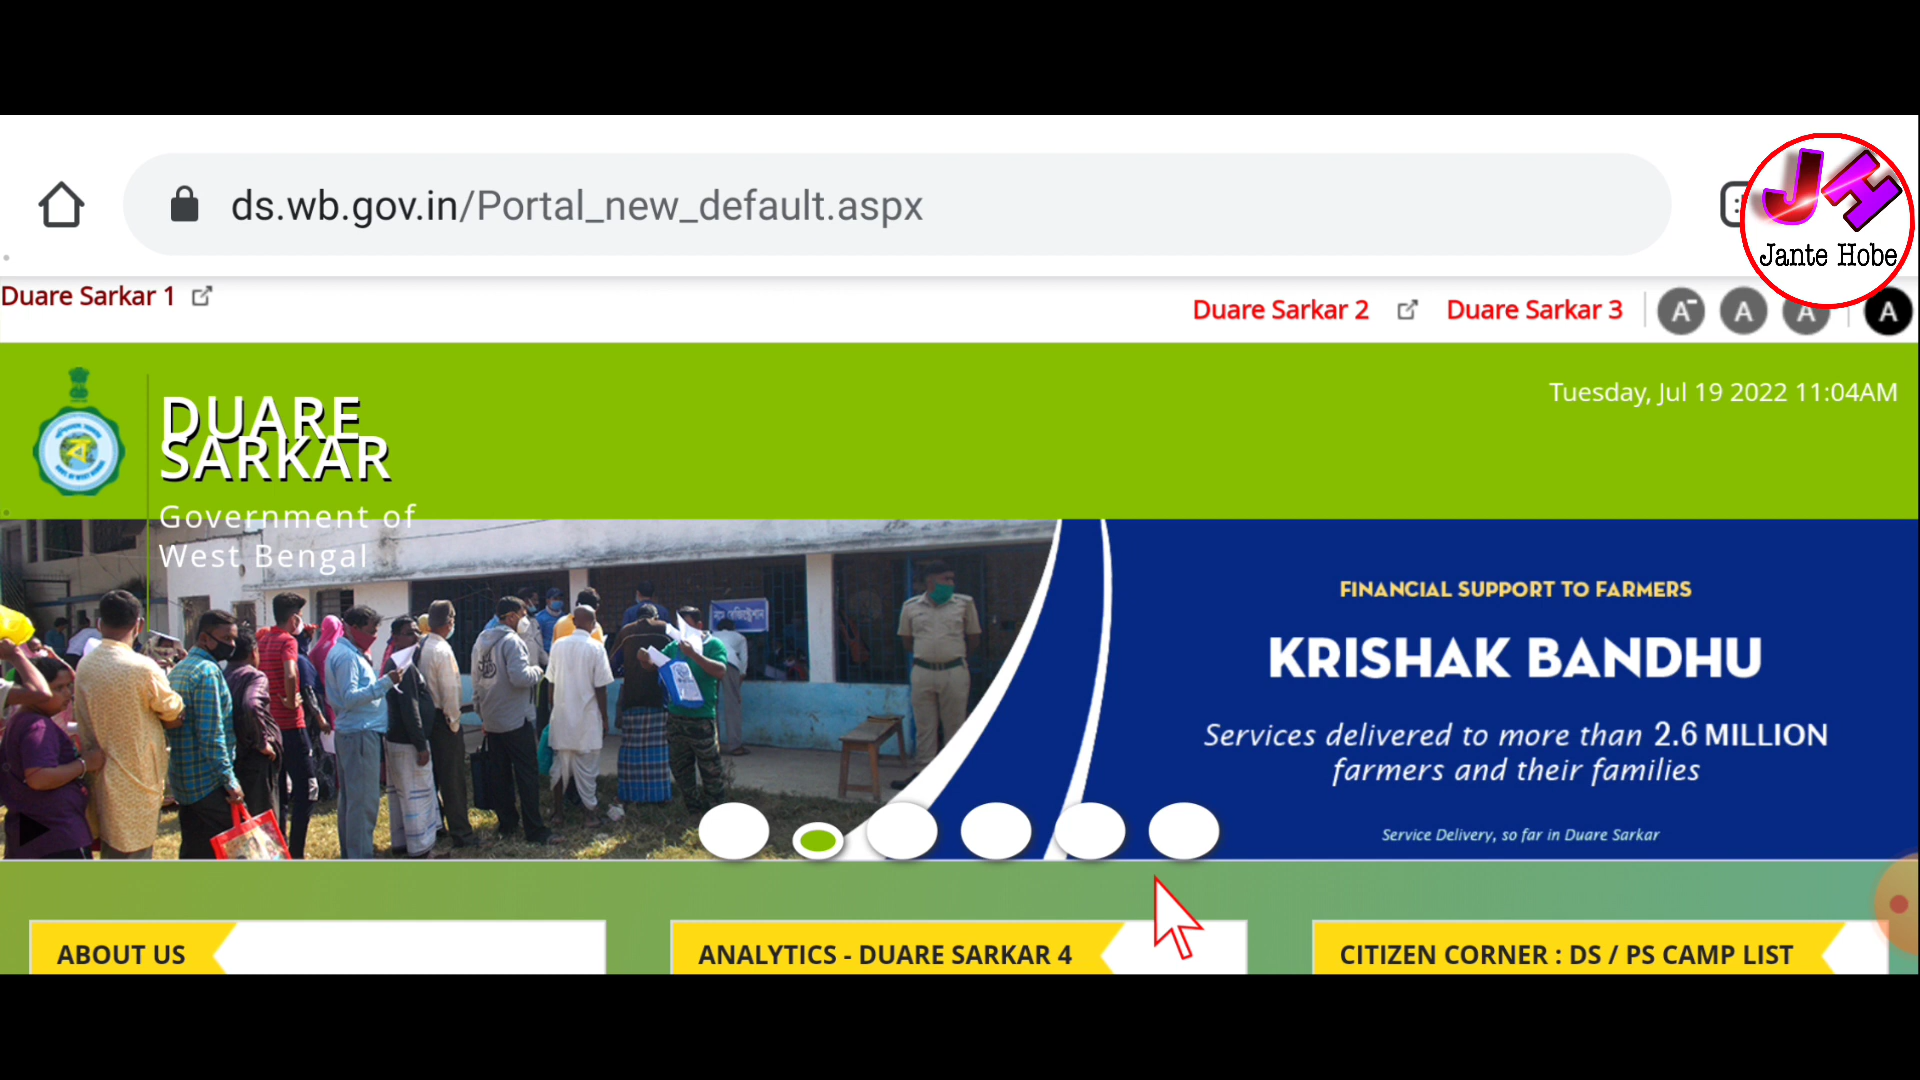 ds.wb.gov.in/Portal_new_default.aspx
JH
Jante Hobe
Duare Sarkar 1
Duare Sarkar 2
Duare Sarkar 3
A-
A
A
A
Tuesday, Jul 19 2022 11:04AM
DUARE
SARKAR
Government of
West Bengal
FINANCIAL SUPPORT TO FARMERS
KRISHAK BANDHU
Services delivered to more than 2.6 MILLION
farmers and their families
Service Delivery, so far in Duare Sarkar
ABOUT US
ANALYTICS - DUARE SARKAR 4
CITIZEN CORNER : DS / PS CAMP LIST